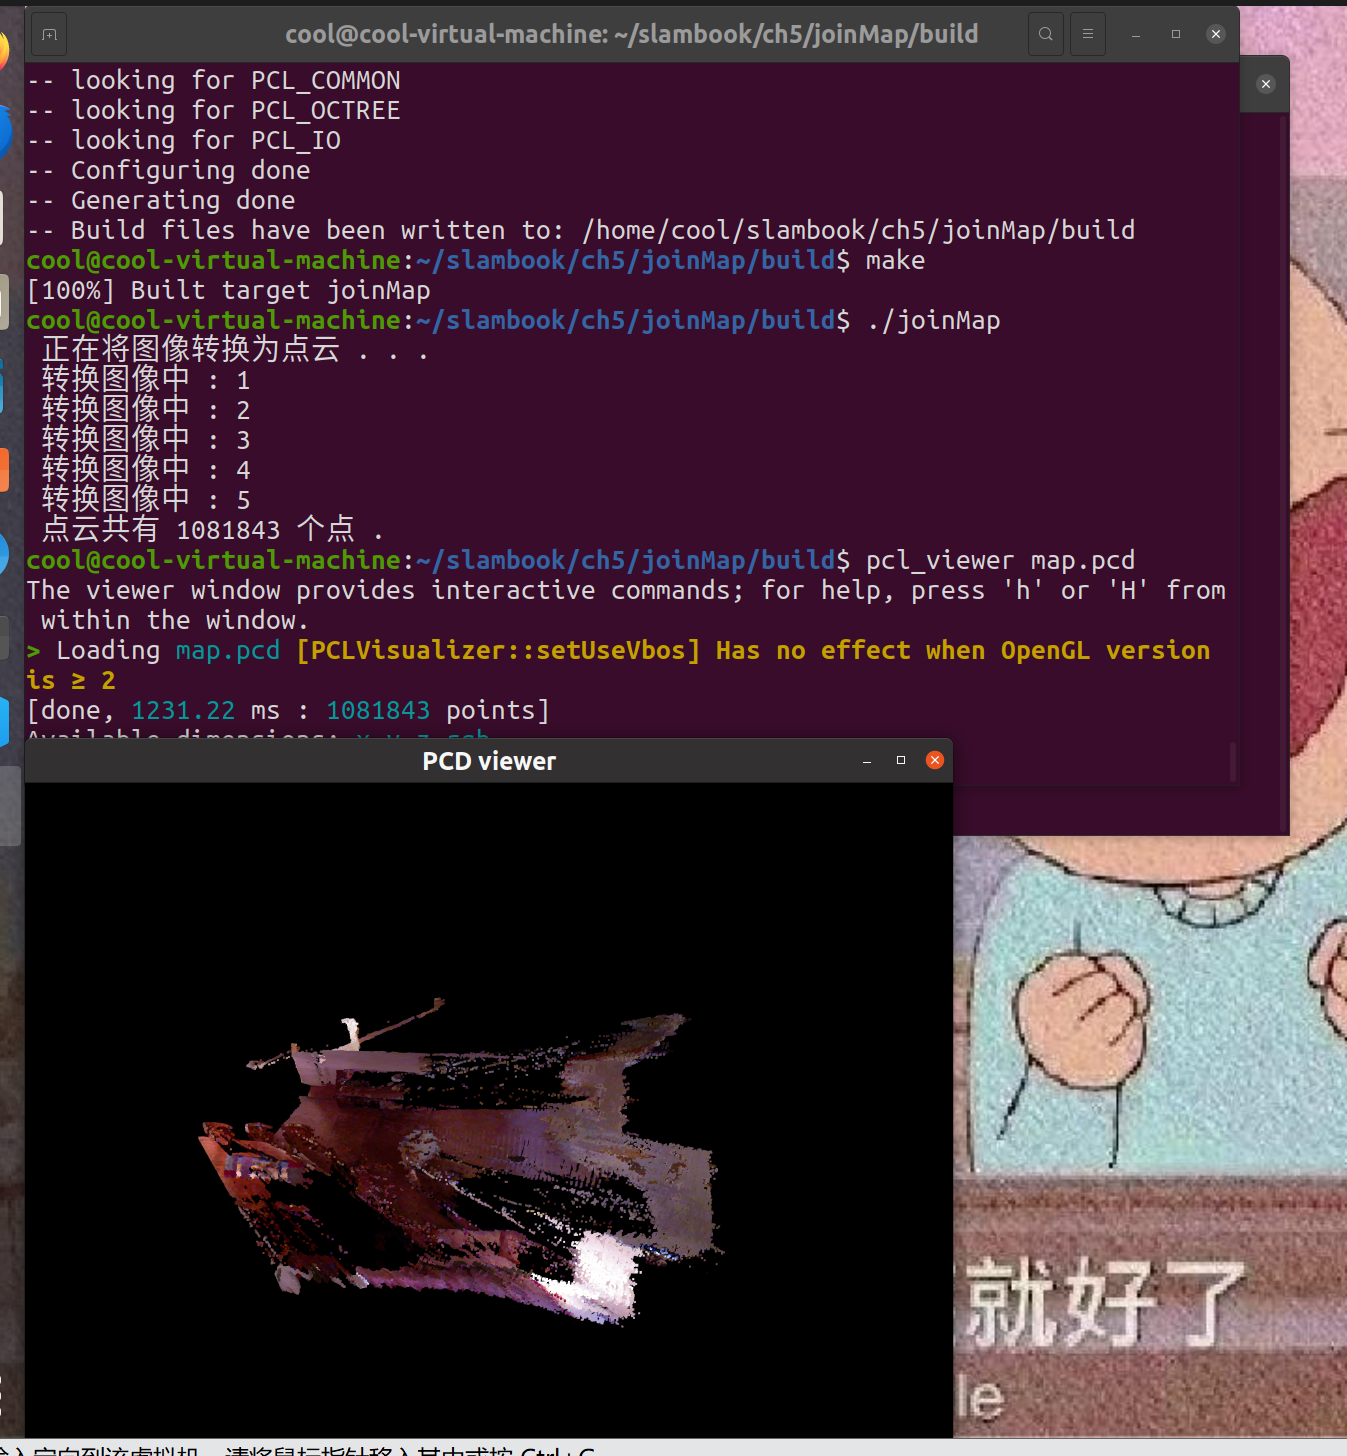 cool@cool-virtual-machine: ~/slambook/ch5/joinMap/build
-- looking for PCL_COMMON
-- looking for PCL_OCTREE
-- looking for PCL_IO
-- Configuring done
-- Generating done
-- Build files have been written to: /home/cool/slambook/ch5/joinMap/build
cool@cool-virtual-machine:~/slambook/ch5/joinMap/build$ make
[100%] Built target joinMap
cool@cool-virtual-machine:~/slambook/ch5/joinMap/build$ ./joinMap
正在将图像转换为点云 . . .
转换图像中 : 1
转换图像中 : 2
转换图像中 : 3
转换图像中 : 4
转换图像中 : 5
点云共有 1081843 个点 .
cool@cool-virtual-machine:~/slambook/ch5/joinMap/build$ pcl_viewer map.pcd
The viewer window provides interactive commands; for help, press 'h' or 'H' from
within the window.
> Loading map.pcd [PCLVisualizer::setUseVbos] Has no effect when OpenGL version
is ≥ 2
[done, 1231.22 ms : 1081843 points]
Available dimensions: x y z rgb
PCD viewer
就好了
le
输入定向到该虚拟机，请将鼠标指针移入其中或按 Ctrl+G